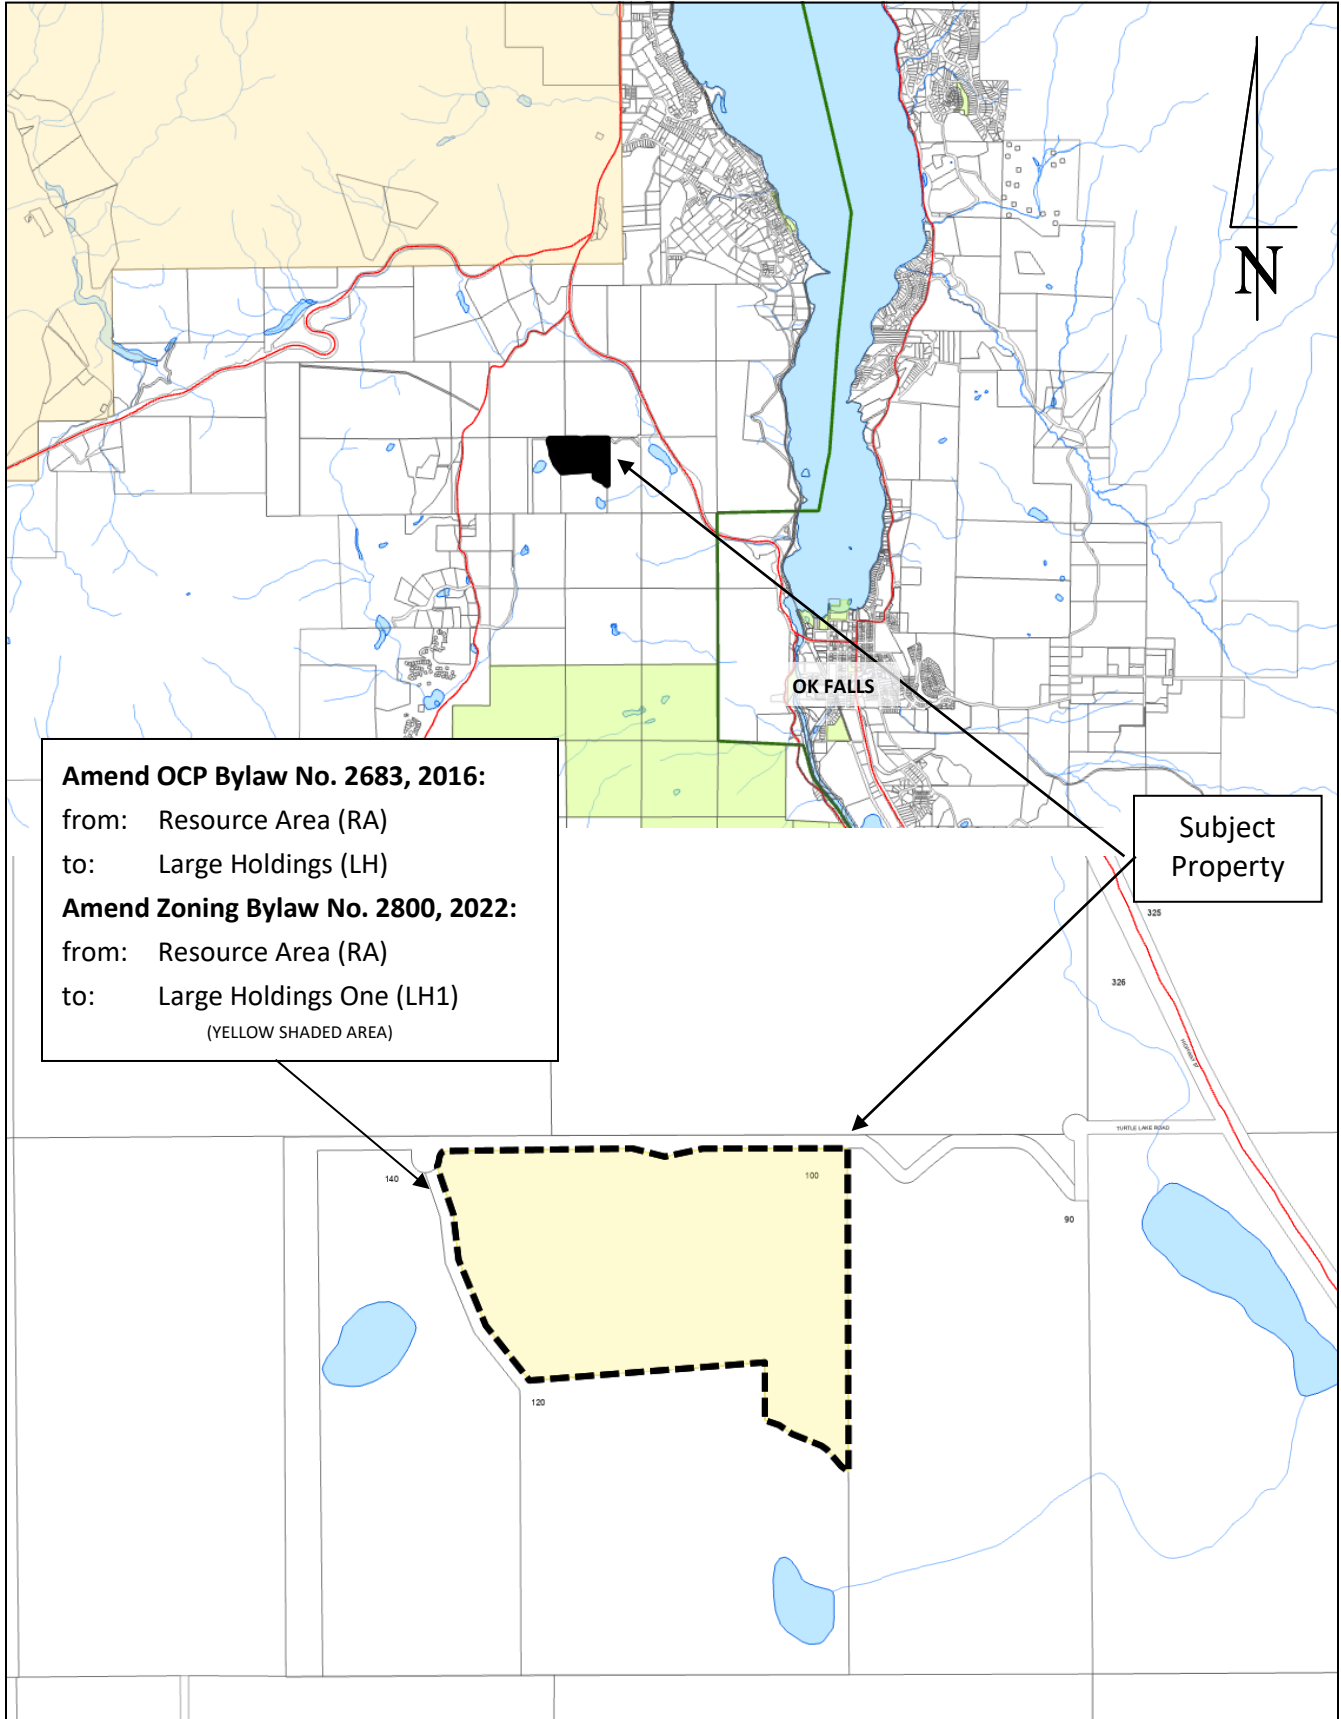 N
OK FALLS
Amend OCP Bylaw No. 2683, 2016:
from: Resource Area (RA)
to: Large Holdings (LH)
Amend Zoning Bylaw No. 2800, 2022:
from: Resource Area (RA)
to: Large Holdings One (LH1)
(YELLOW SHADED AREA)
Subject
Property
325
326
HIGHWAY 97
TURTLE LAKE ROAD
140
100
90
120